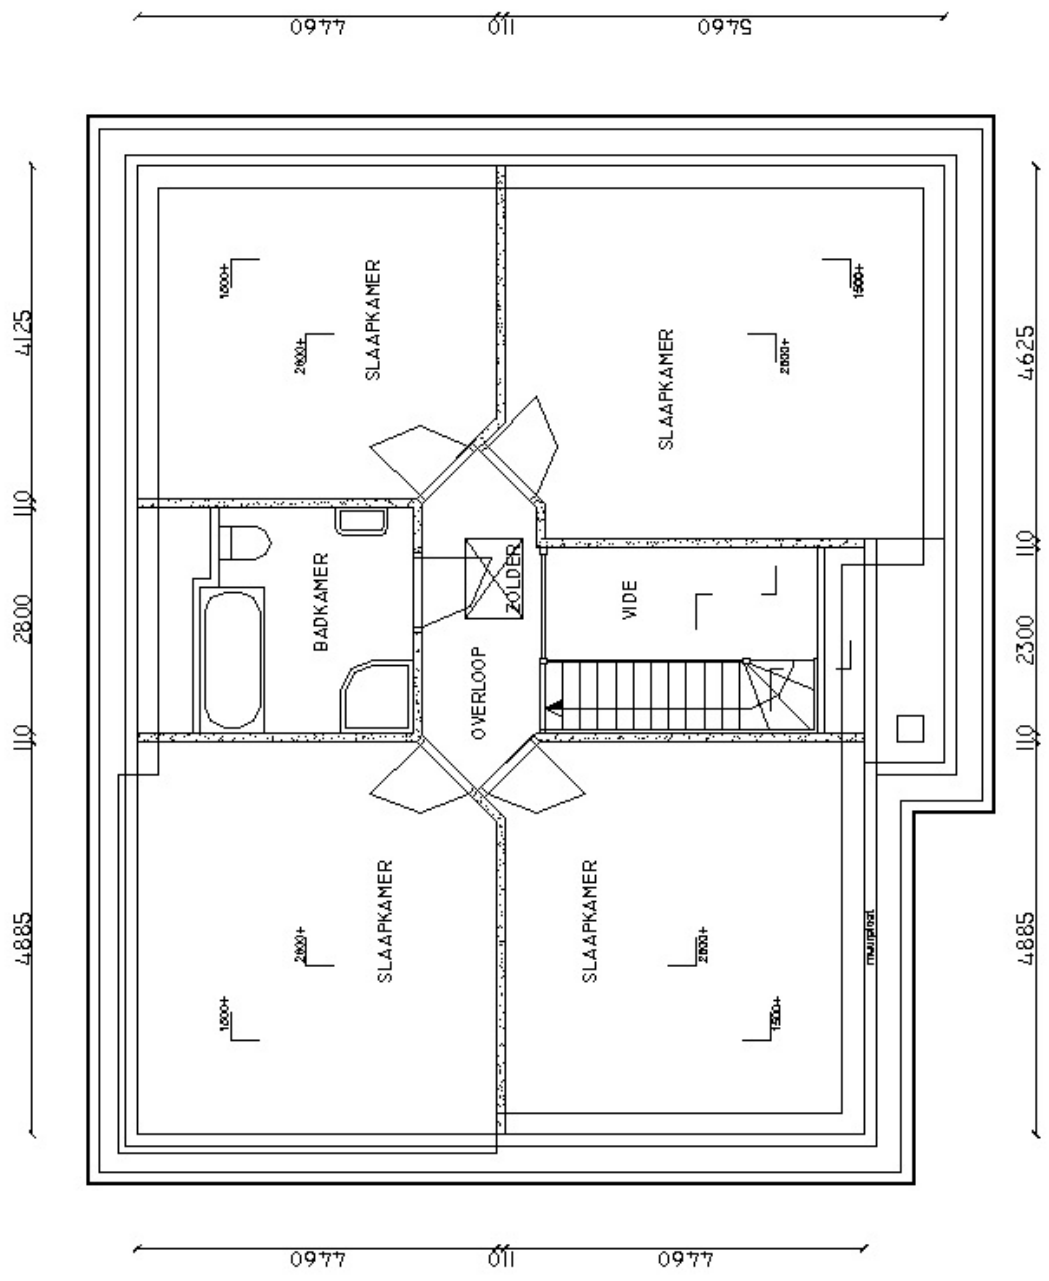 4460
110
5460
4125
110
2800
110
4885
4625
110
2300
110
4885
1500+
2600+
SLAAPKAMER
1500+
2600+
SLAAPKAMER
BADKAMER
ZOLDER
VIDE
OVERLOOP
SLAAPKAMER
2600+
1500+
SLAAPKAMER
2600+
1500+
muurplaat
4460
110
4460